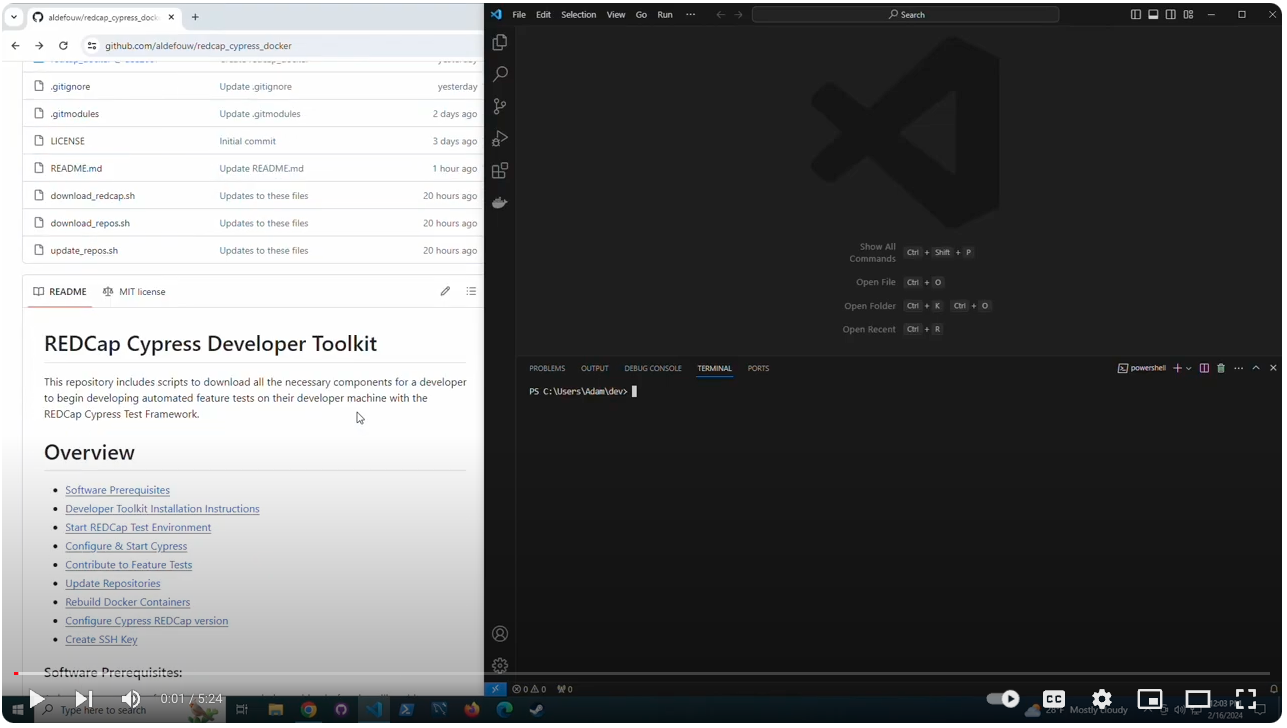 aldefouw/redcap_cypress_dock
github.com/aldefouw/redcap_cypress_docker
yesterday
.gitignore Update .gitignore yesterday
.gitmodules Update .gitmodules 2 days ago
LICENSE Initial commit 3 days ago
README.md Update README.md 1 hour ago
download_redcap.sh Updates to these files 20 hours ago
download_repos.sh Updates to these files 20 hours ago
update_repos.sh Updates to these files 20 hours ago
README MIT license
REDCap Cypress Developer Toolkit
This repository includes scripts to download all the necessary components for a developer
to begin developing automated feature tests on their developer machine with the
REDCap Cypress Test Framework.
Overview
Software Prerequisites
Developer Toolkit Installation Instructions
Start REDCap Test Environment
Configure & Start Cypress
Contribute to Feature Tests
Update Repositories
Rebuild Docker Containers
Configure Cypress REDCap version
Create SSH Key
Software Prerequisites:
File Edit Selection View Go Run ··· Search
Show All
Commands Ctrl + Shift + P
Open File Ctrl + O
Open Folder Ctrl + K Ctrl + O
Open Recent Ctrl + R
PROBLEMS OUTPUT DEBUG CONSOLE TERMINAL PORTS powershell
PS C:\Users\Adam\dev>
0 0 0
0:01 / 5:24
CC
Type here to search
28°F Mostly cloudy
2:03 PM
2/16/2024